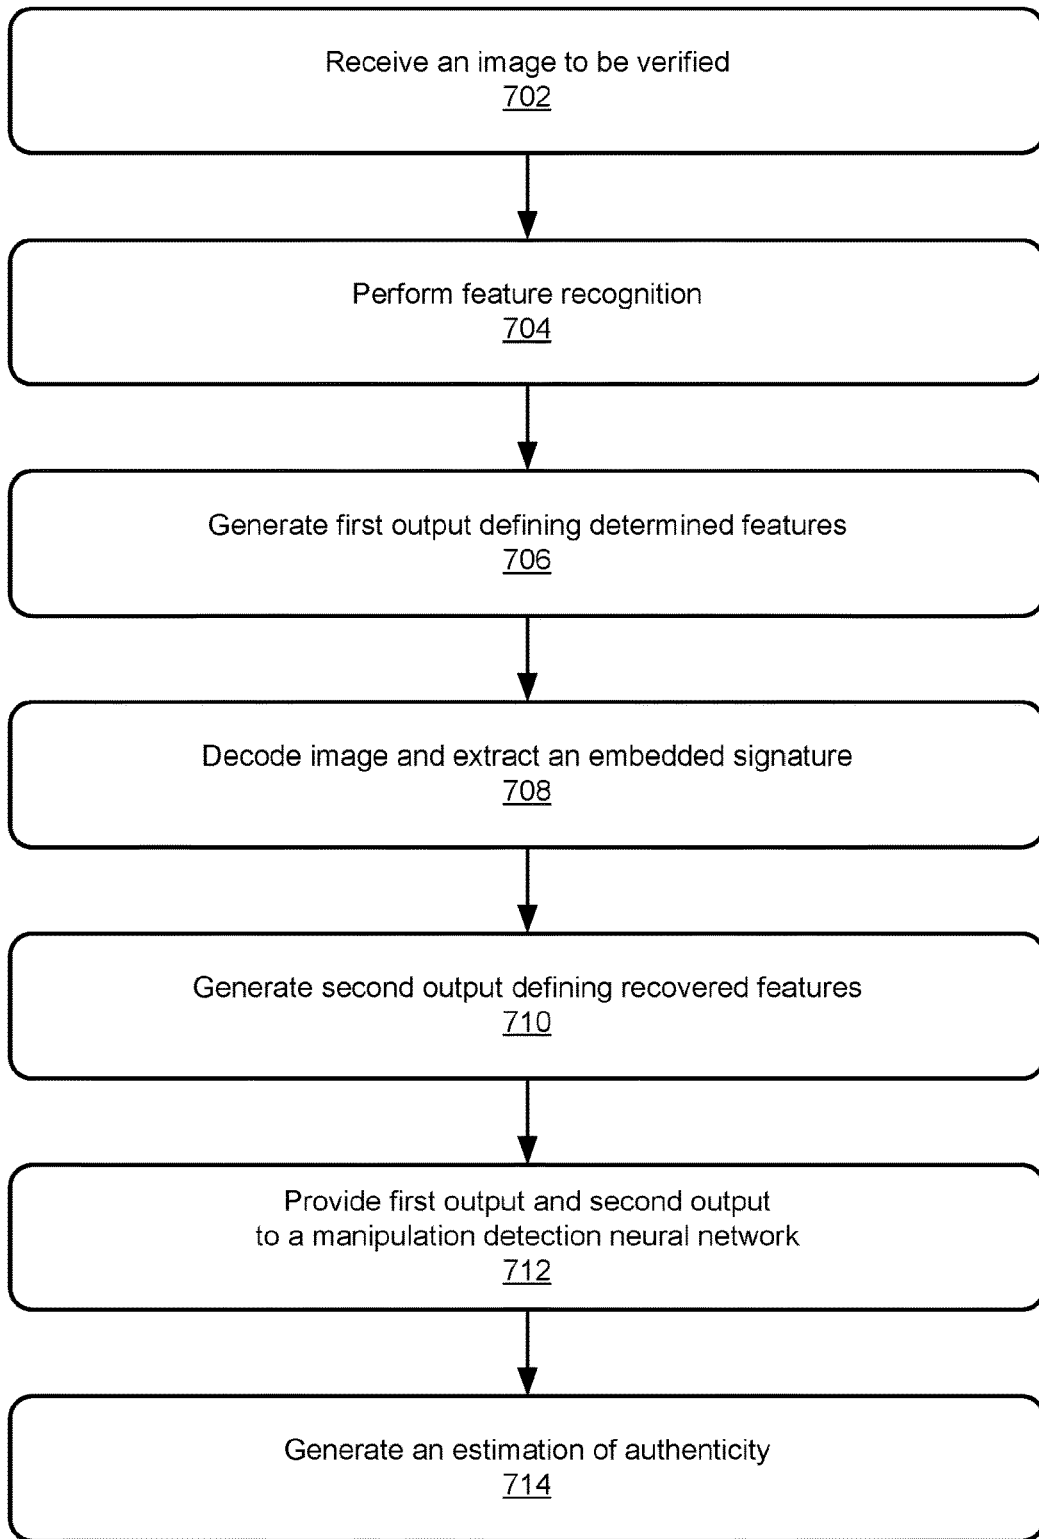 Receive an image to be verified
702
Perform feature recognition
704
Generate first output defining determined features
706
Decode image and extract an embedded signature
708
Generate second output defining recovered features
710
Provide first output and second output
to a manipulation detection neural network
712
Generate an estimation of authenticity
714